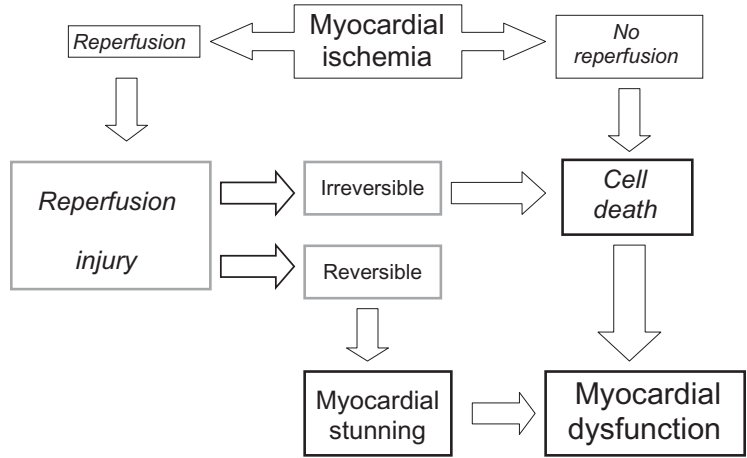 Reperfusion
Myocardial
ischemia
No
reperfusion
Reperfusion
injury
Irreversible
Cell
death
Reversible
Myocardial
stunning
Myocardial
dysfunction